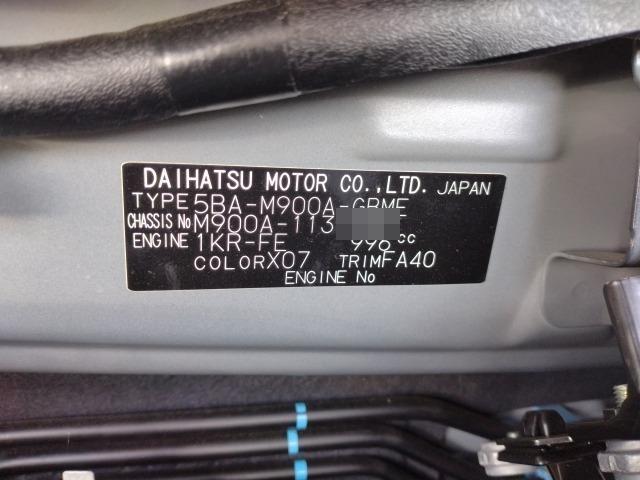 DAIHATSU MOTOR CO.,LTD. JAPAN
TYPE 5BA-M900A-GBME
CHASSIS No M900A-113
ENGINE 1KR-FE 996 cc
COLOR X07 TRIM FA40
ENGINE No